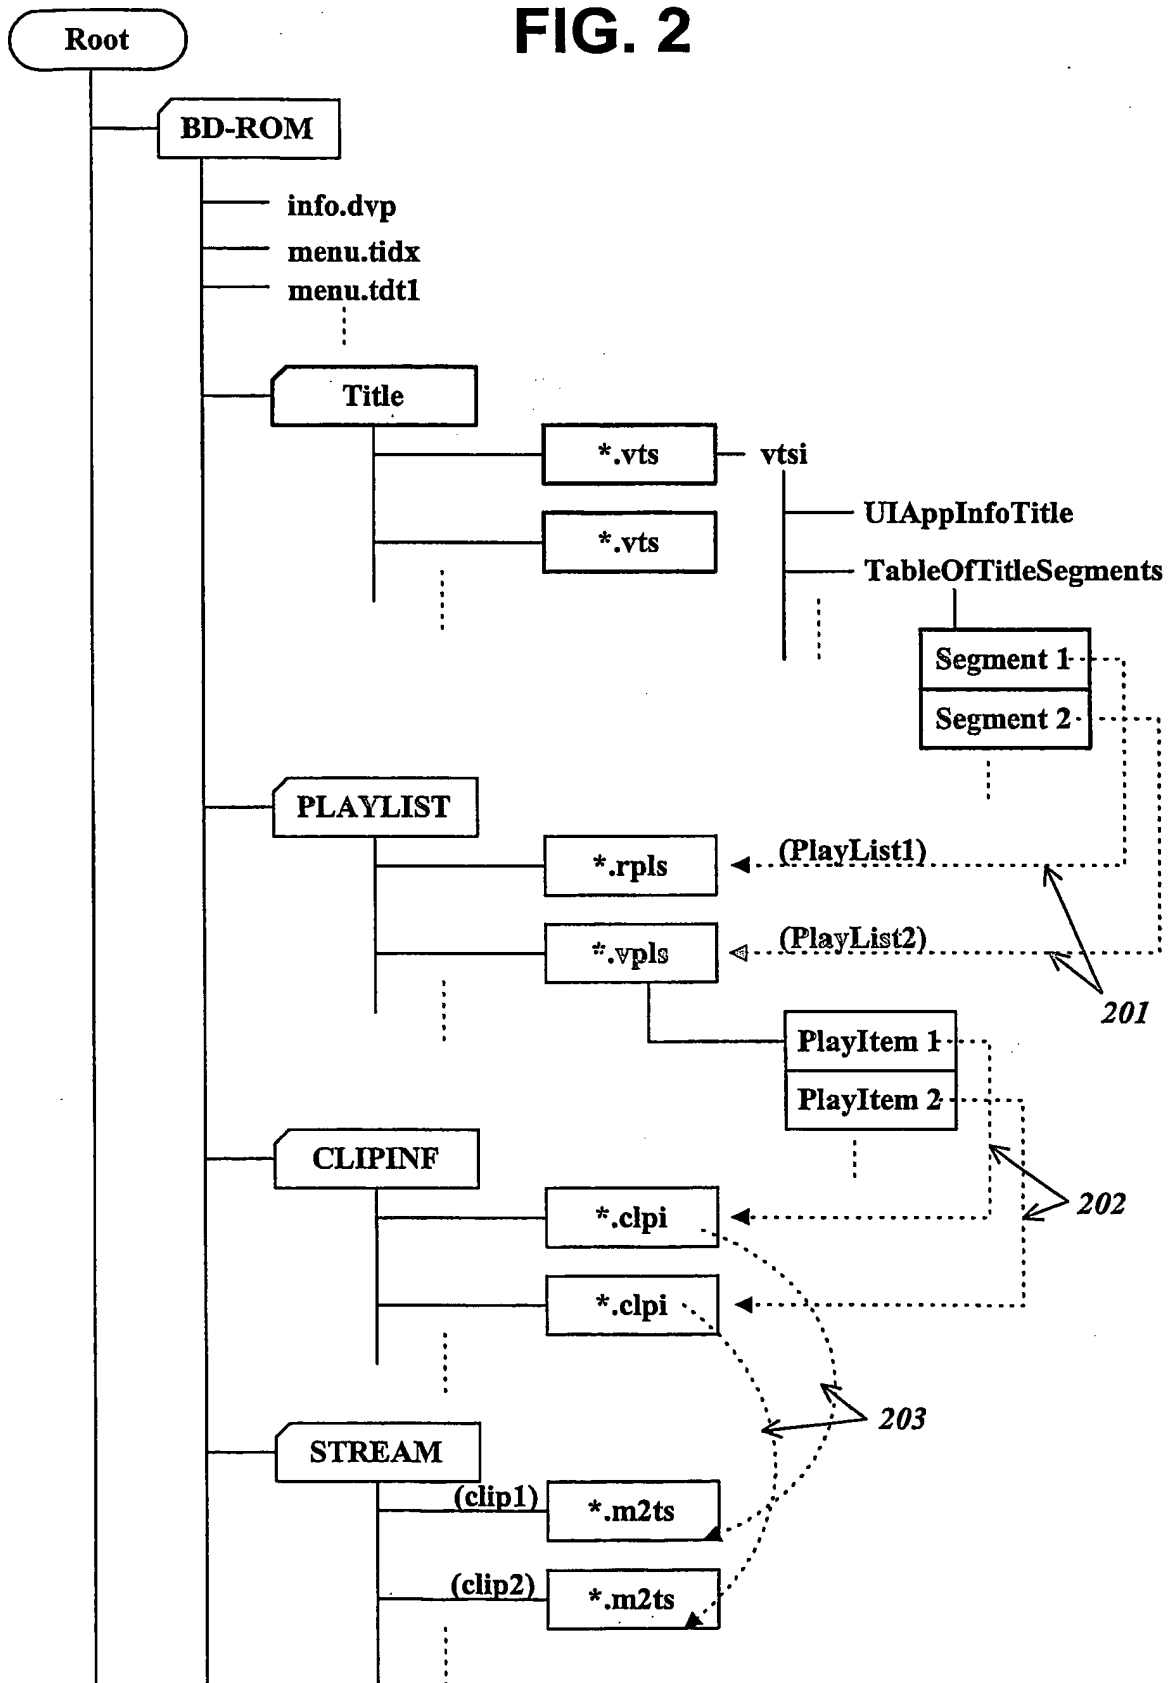 FIG. 2
Root
BD-ROM
info.dvp
menu.tidx
menu.tdt1
Title
*.vts
vtsi
UIAppInfoTitle
*.vts
TableOfTitleSegments
Segment 1
Segment 2
PLAYLIST
*.rpls
(PlayList1)
*.vpls
(PlayList2)
201
PlayItem 1
PlayItem 2
CLIPINF
*.clpi
202
*.clpi
203
STREAM
(clip1)
*.m2ts
(clip2)
*.m2ts